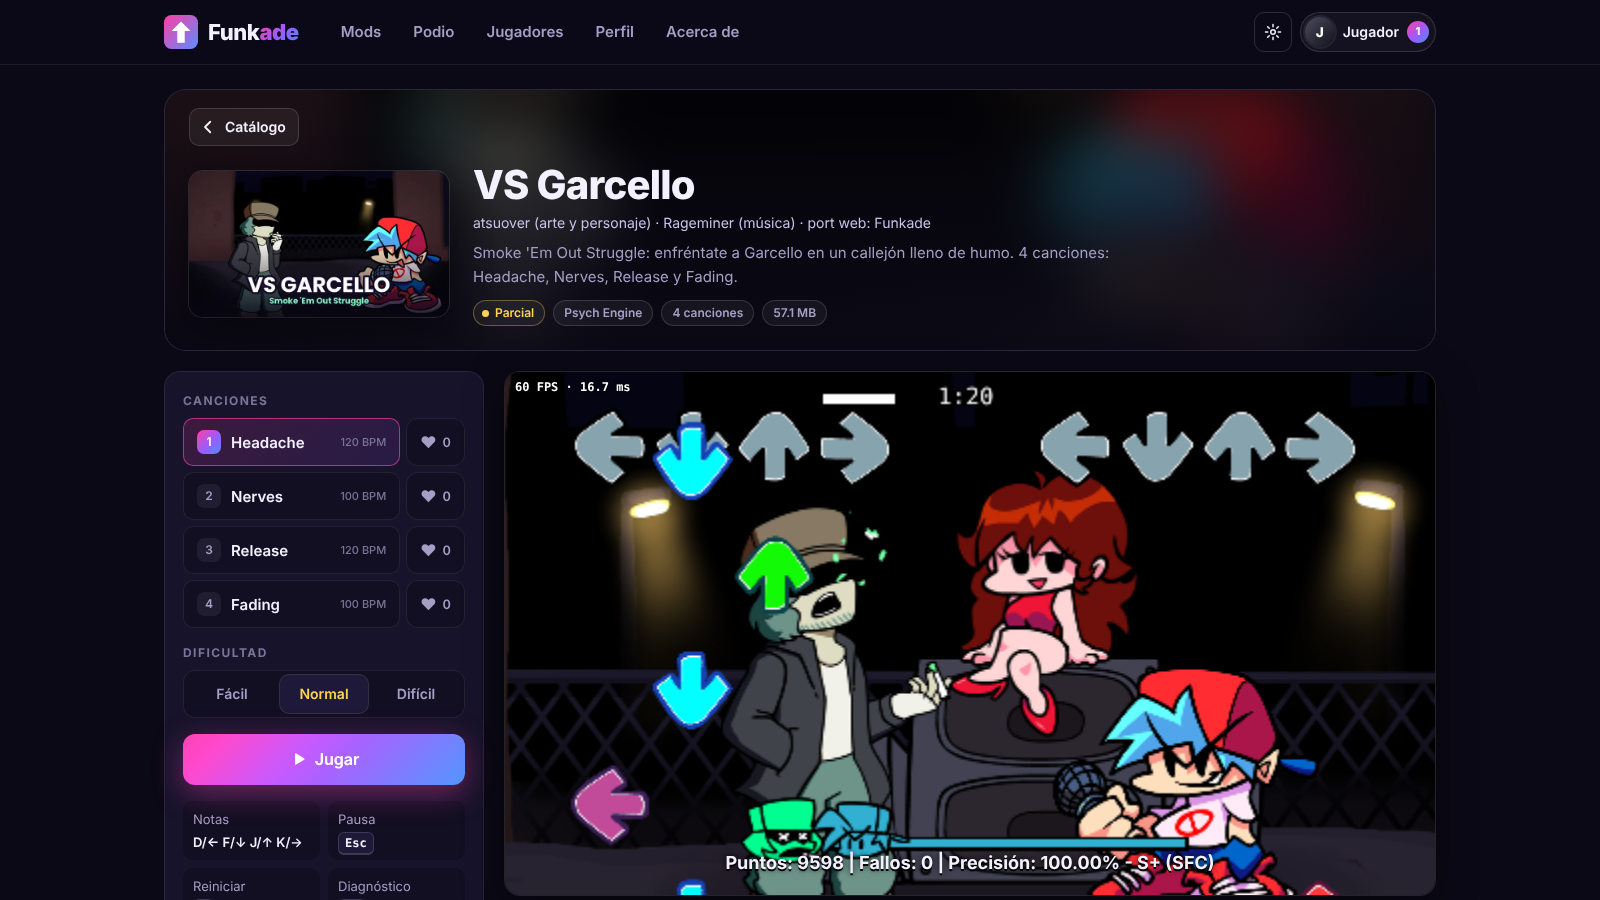 Funkade
Mods
Podio
Jugadores
Perfil
Acerca de
J Jugador 1
Catálogo
VS GARCELLO
Smoke 'Em Out Struggle
VS Garcello
atsuover (arte y personaje) · Rageminer (música) · port web: Funkade
Smoke 'Em Out Struggle: enfréntate a Garcello en un callejón lleno de humo. 4 canciones:
Headache, Nerves, Release y Fading.
Parcial
Psych Engine
4 canciones
57.1 MB
CANCIONES
1 Headache 120 BPM 0
2 Nerves 100 BPM 0
3 Release 120 BPM 0
4 Fading 100 BPM 0
DIFICULTAD
Fácil
Normal
Difícil
Jugar
Notas
D/← F/↓ J/↑ K/→
Pausa
Esc
Reiniciar
Diagnóstico
60 FPS · 16.7 ms
1:20
Puntos: 9598 | Fallos: 0 | Precisión: 100.00% - S+ (SFC)